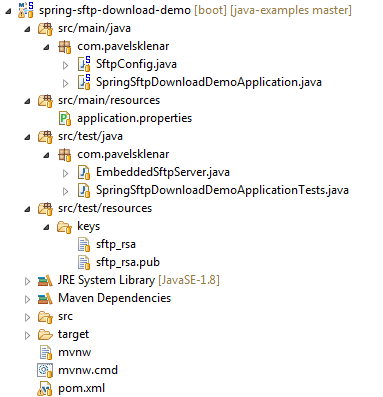 spring-sftp-download-demo [boot] [java-examples master]
src/main/java
com.pavelsklenar
SftpConfig.java
SpringSftpDownloadDemoApplication.java
src/main/resources
application.properties
src/test/java
com.pavelsklenar
EmbeddedSftpServer.java
SpringSftpDownloadDemoApplicationTests.java
src/test/resources
keys
sftp_rsa
sftp_rsa.pub
JRE System Library [JavaSE-1.8]
Maven Dependencies
src
target
mvnw
mvnw.cmd
pom.xml